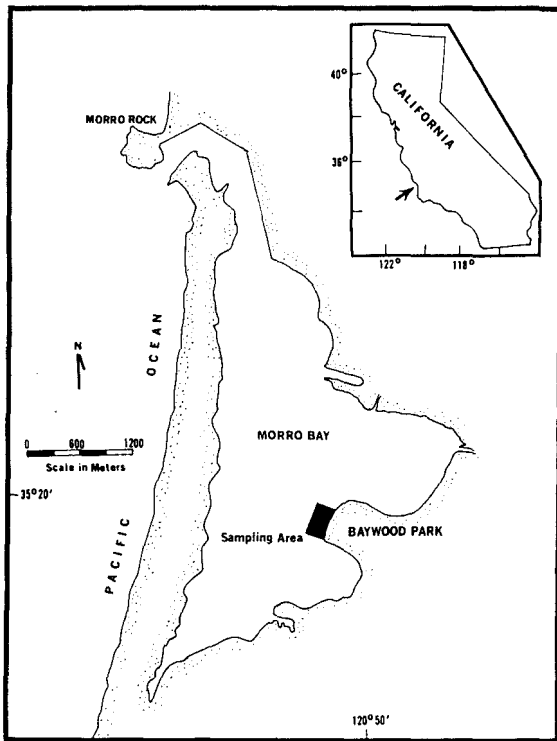 MORRO ROCK
40°
CALIFORNIA
36°
122°
118°
N
OCEAN
0 600 1200
Scale in Meters
MORRO BAY
35°20'
Sampling Area
BAYWOOD PARK
PACIFIC
120°50'